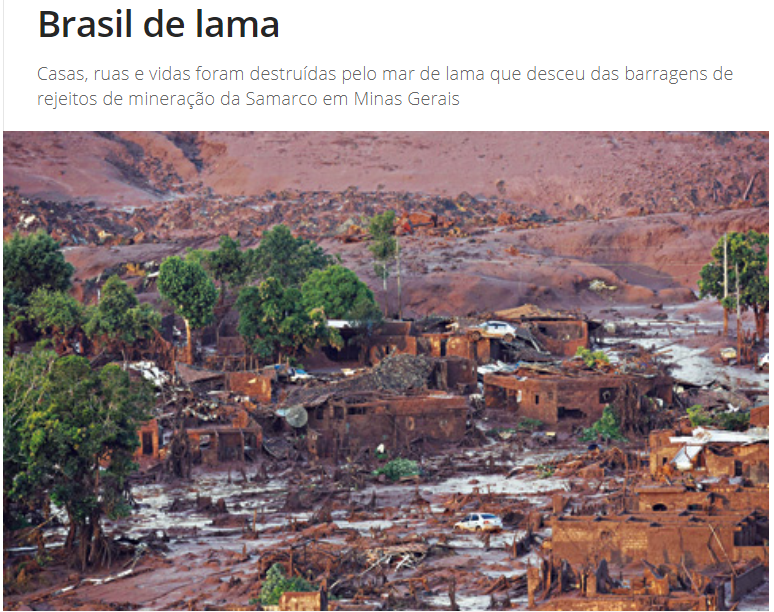 Brasil de lama
Casas, ruas e vidas foram destruídas pelo mar de lama que desceu das barragens de
rejeitos de mineração da Samarco em Minas Gerais